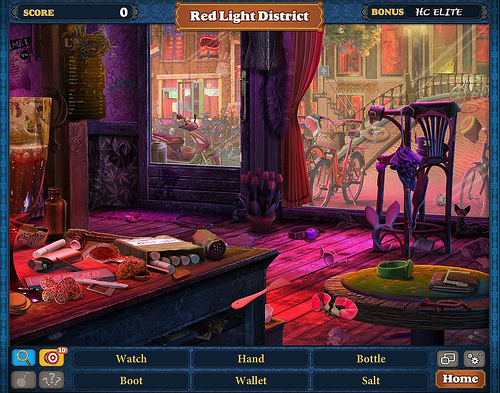 SCORE 0
Red Light District
BONUS HC ELITE
10
Watch Hand Bottle
Boot Wallet Salt
Home